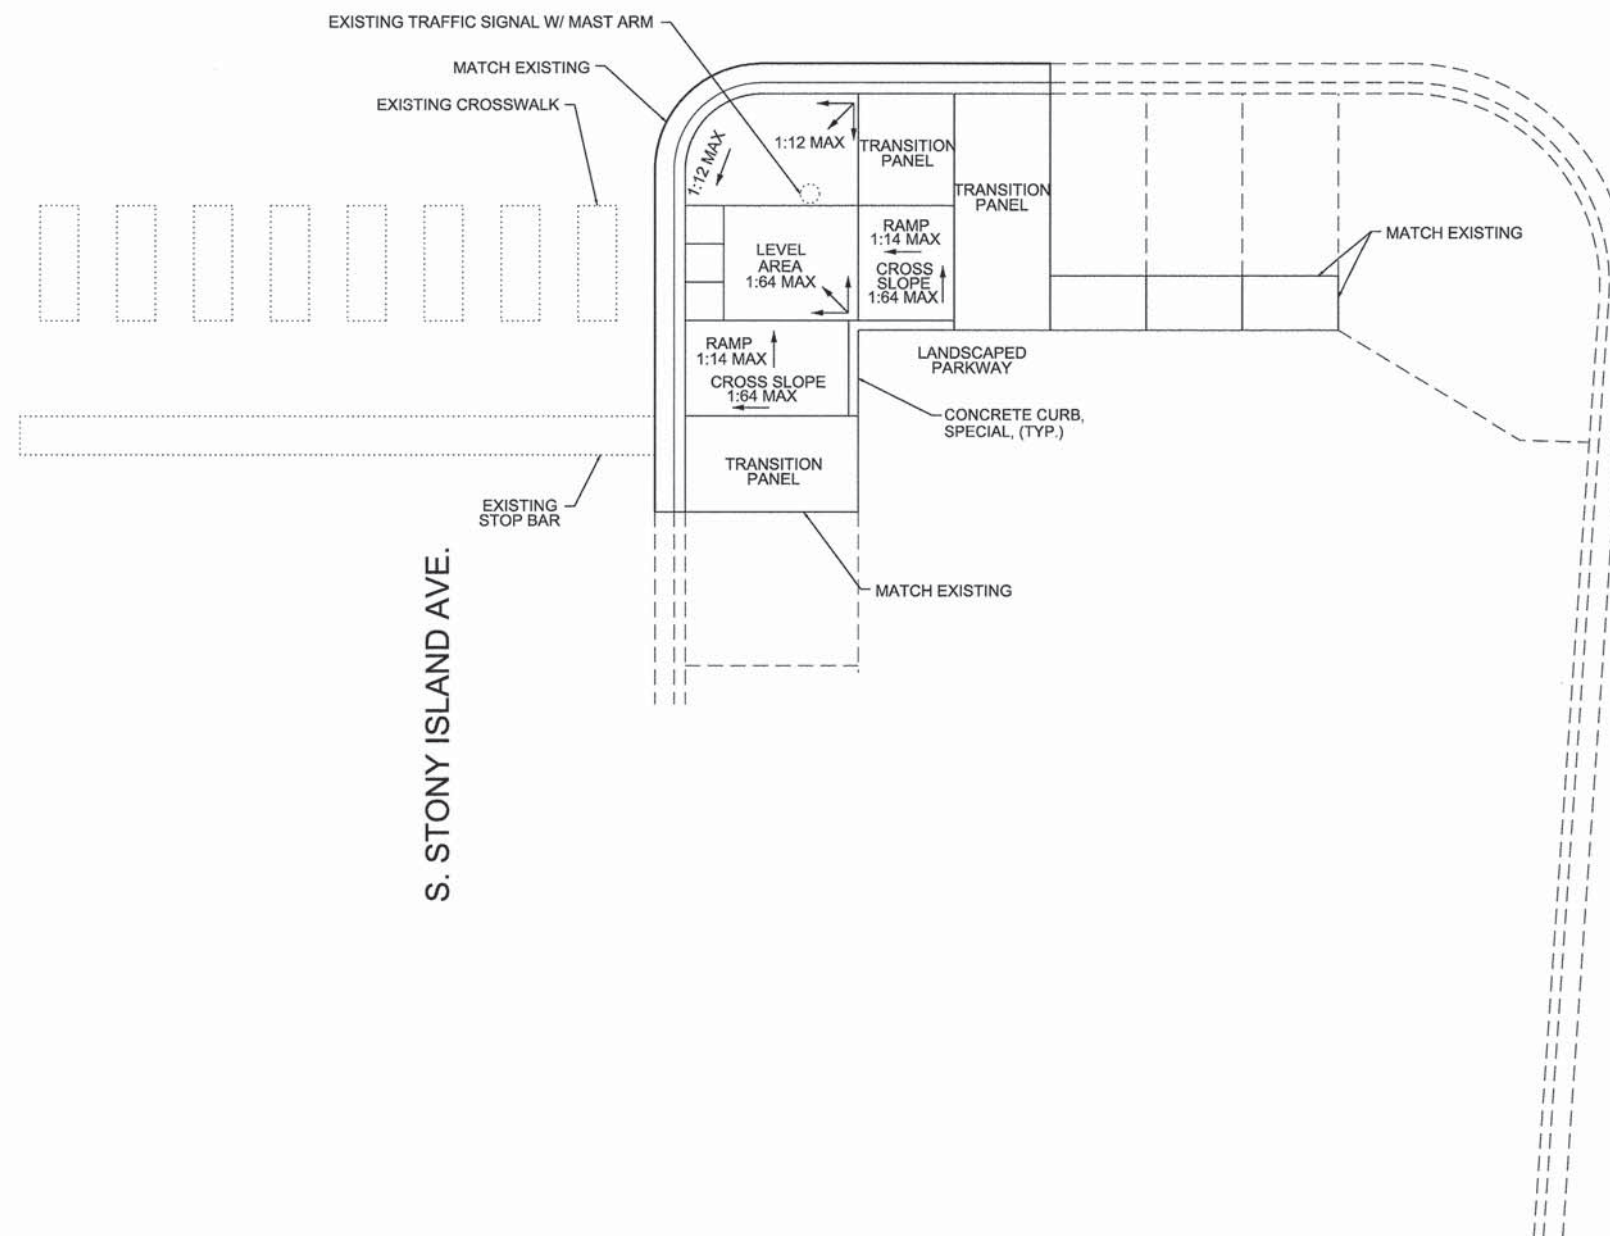 EXISTING TRAFFIC SIGNAL W/ MAST ARM
MATCH EXISTING
EXISTING CROSSWALK
1:12 MAX
1:12 MAX
TRANSITION
PANEL
TRANSITION
PANEL
RAMP
1:14 MAX
CROSS
SLOPE
1:64 MAX
LEVEL
AREA
1:64 MAX
MATCH EXISTING
RAMP
1:14 MAX
CROSS SLOPE
1:64 MAX
LANDSCAPED
PARKWAY
CONCRETE CURB,
SPECIAL, (TYP.)
TRANSITION
PANEL
EXISTING
STOP BAR
MATCH EXISTING
S. STONY ISLAND AVE.